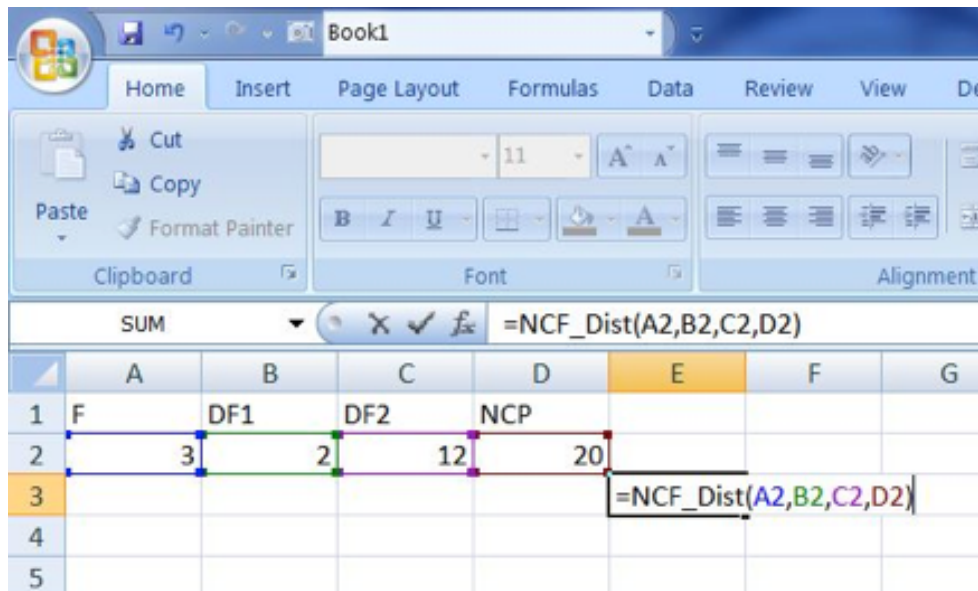 Book1
Home Insert Page Layout Formulas Data Review View De
Cut
Copy
Format Painter
Paste
11 A A
B I U A
Clipboard Font Alignment
SUM fx =NCF_Dist(A2,B2,C2,D2)
A B C D E F G
1 F DF1 DF2 NCP
2 3 2 12 20
3 =NCF_Dist(A2,B2,C2,D2)
4
5